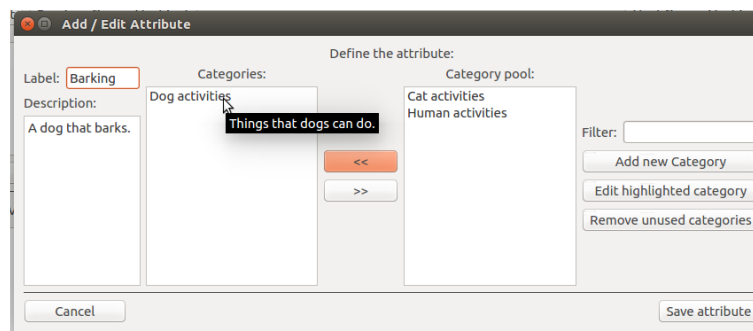 Add / Edit Attribute
Define the attribute:
Label: Barking
Categories:
Category pool:
Description:
Dog activities
Things that dogs can do.
Cat activities
Human activities
A dog that barks.
Filter:
<<
>>
Add new Category
Edit highlighted category
Remove unused categories
Cancel
Save attribute